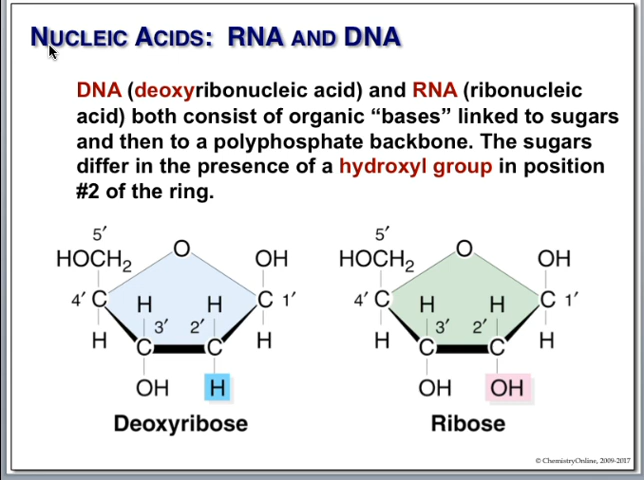 NUCLEIC ACIDS: RNA AND DNA
DNA (deoxyribonucleic acid) and RNA (ribonucleic
acid) both consist of organic “bases” linked to sugars
and then to a polyphosphate backbone. The sugars
differ in the presence of a hydroxyl group in position
#2 of the ring.
5′
HOCH₂ O OH
4′ C H H C 1′
H 3′ 2′ H
C C
OH H
Deoxyribose
5′
HOCH₂ O OH
4′ C H H C 1′
H 3′ 2′ H
C C
OH OH
Ribose
© ChemistryOnline, 2009-2017